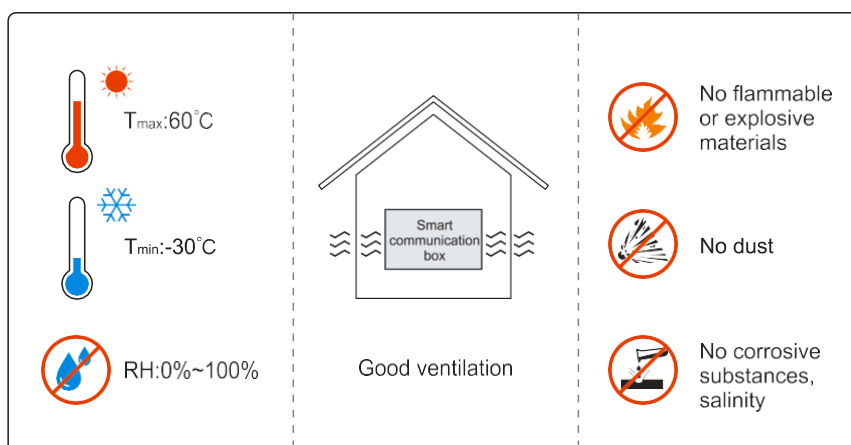 Tmax:60°C
Tmin:-30°C
RH:0%~100%
Smart
communication
box
Good ventilation
No flammable
or explosive
materials
No dust
No corrosive
substances,
salinity